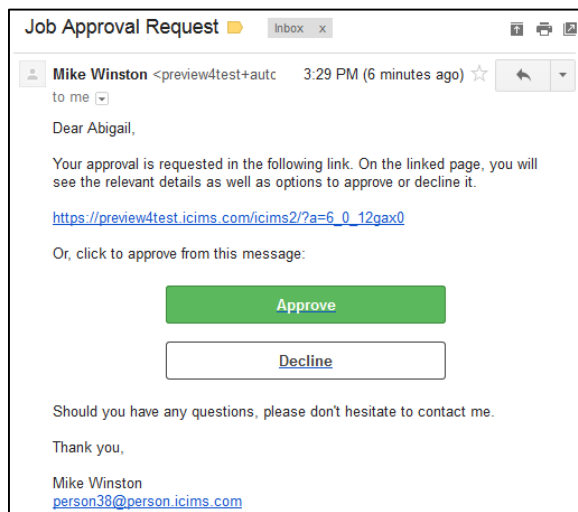 Job Approval Request
Inbox x
Mike Winston <preview4test+autc 3:29 PM (6 minutes ago)
to me
Dear Abigail,
Your approval is requested in the following link. On the linked page, you will
see the relevant details as well as options to approve or decline it.
https://preview4test.icims.com/icims2/?a=6_0_12gax0
Or, click to approve from this message:
Approve
Decline
Should you have any questions, please don't hesitate to contact me.
Thank you,
Mike Winston
person38@person.icims.com